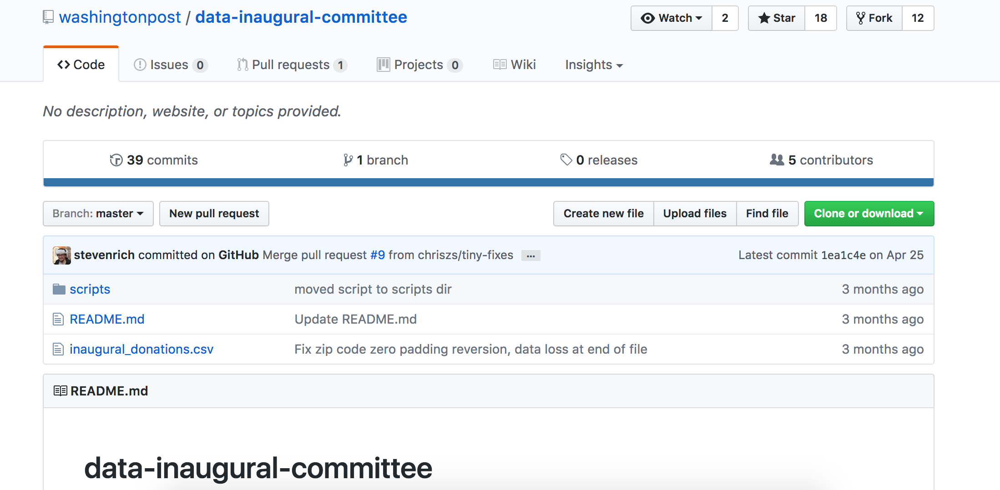 washingtonpost / data-inaugural-committee
Watch 2 Star 18 Fork 12
Code Issues 0 Pull requests 1 Projects 0 Wiki Insights
No description, website, or topics provided.
39 commits 1 branch 0 releases 5 contributors
Branch: master New pull request Create new file Upload files Find file Clone or download
stevenrich committed on GitHub Merge pull request #9 from chriszs/tiny-fixes ... Latest commit 1ea1c4e on Apr 25
scripts moved script to scripts dir 3 months ago
README.md Update README.md 3 months ago
inaugural_donations.csv Fix zip code zero padding reversion, data loss at end of file 3 months ago
README.md
data-inaugural-committee